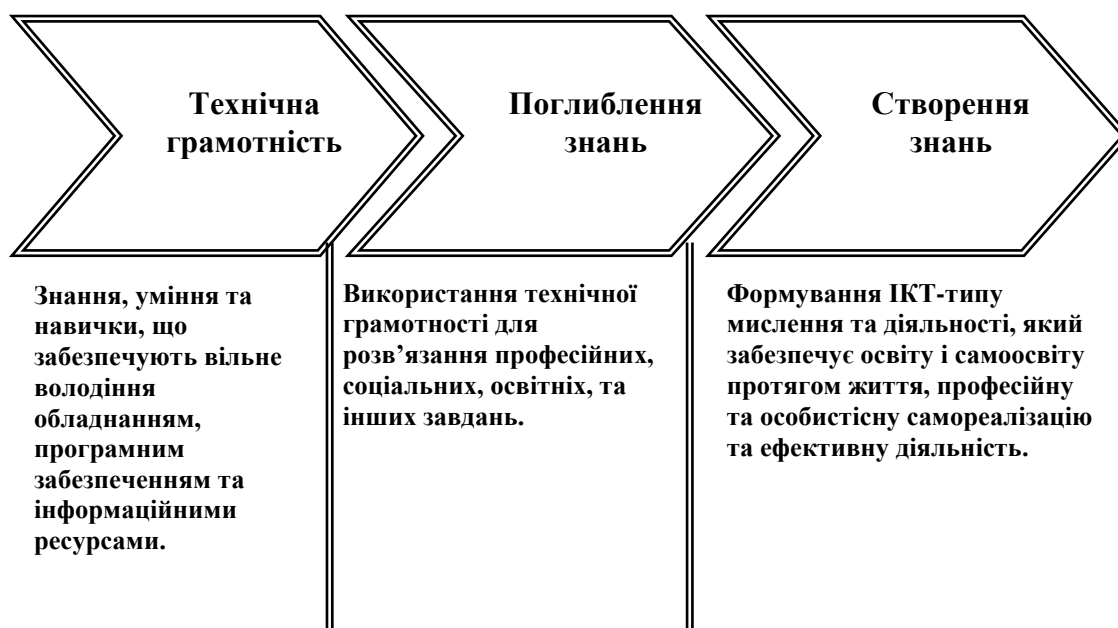 Технічна
грамотність
Поглиблення
знань
Створення
знань
Знання, уміння та
навички, що
забезпечують вільне
володіння
обладнанням,
програмним
забезпеченням та
інформаційними
ресурсами.
Використання технічної
грамотності для
розв’язання професійних,
соціальних, освітніх, та
інших завдань.
Формування ІКТ-типу
мислення та діяльності, який
забезпечує освіту і самоосвіту
протягом життя, професійну
та особистісну самореалізацію
та ефективну діяльність.